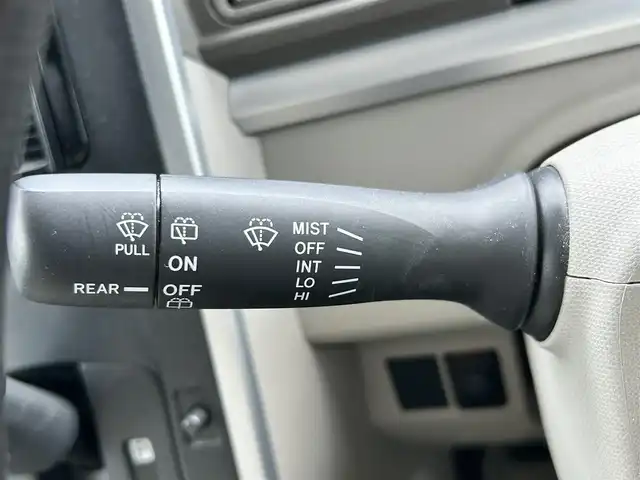 PULL
REAR
ON
OFF
MIST
OFF
INT
LO
HI